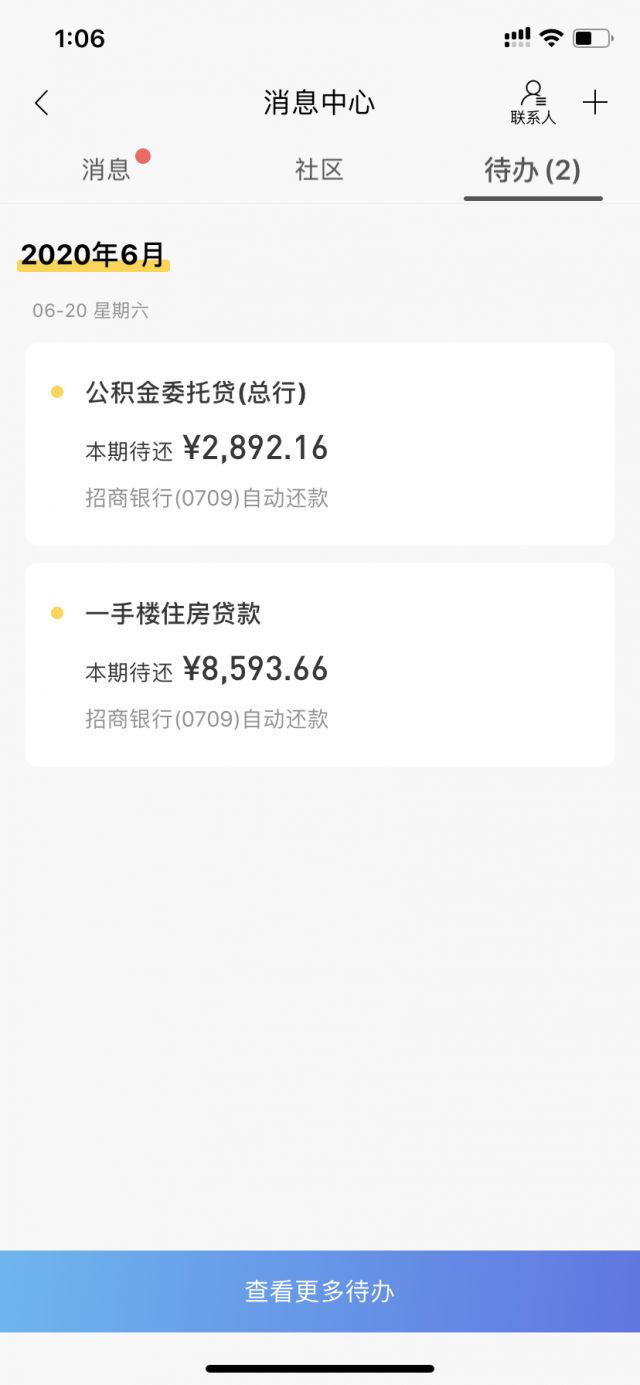 1:06
消息中心
联系人
消息
社区
待办 (2)
2020年6月
06-20 星期六
公积金委托贷(总行)
本期待还 ¥2,892.16
招商银行(0709)自动还款
一手楼住房贷款
本期待还 ¥8,593.66
招商银行(0709)自动还款
查看更多待办